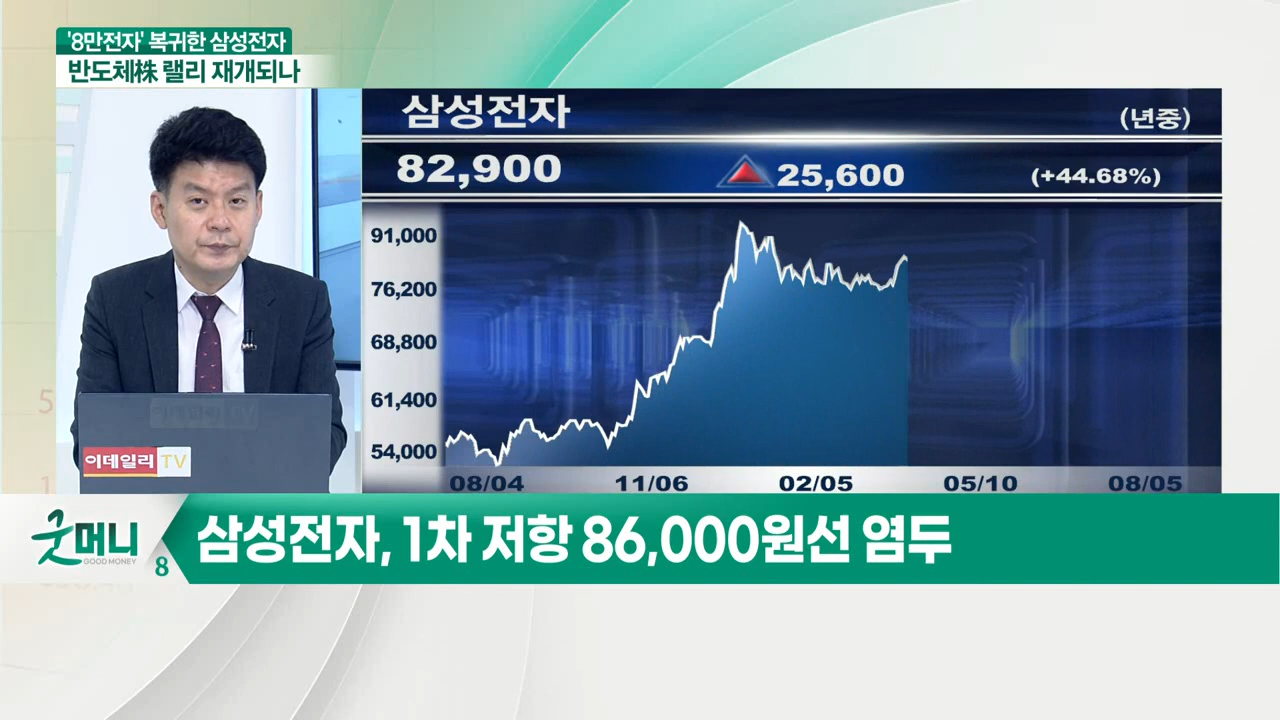 '8만전자' 복귀한 삼성전자
반도체株 랠리 재개되나
삼성전자
(년중)
82,900
25,600
(+44.68%)
91,000
76,200
68,800
61,400
54,000
08/04
11/06
02/05
05/10
08/05
이데일리 TV
굿머니
GOOD MONEY
8
삼성전자, 1차 저항 86,000원선 염두